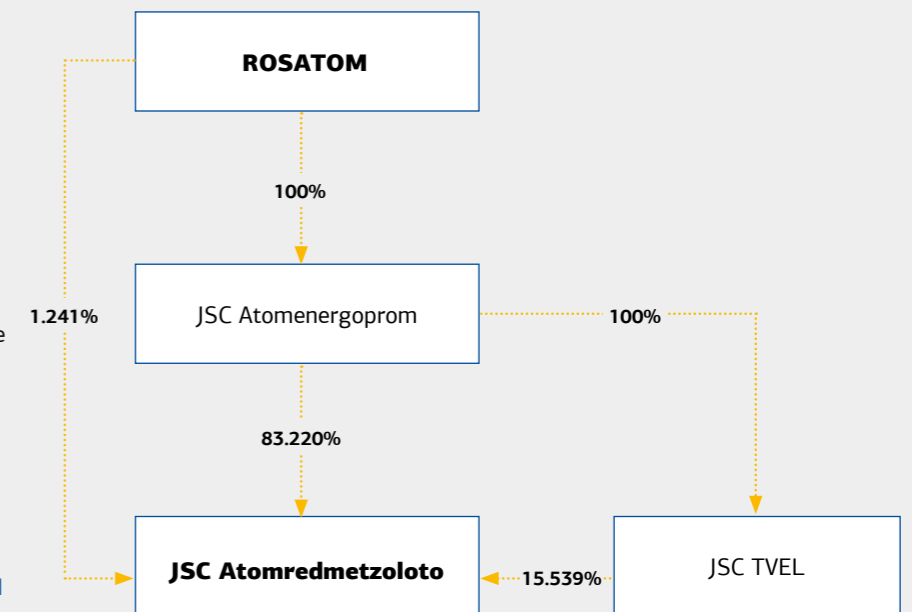 ROSATOM
100%
1.241%
JSC Atomenergoprom
100%
83.220%
JSC Atomredmetzoloto
15.539%
JSC TVEL